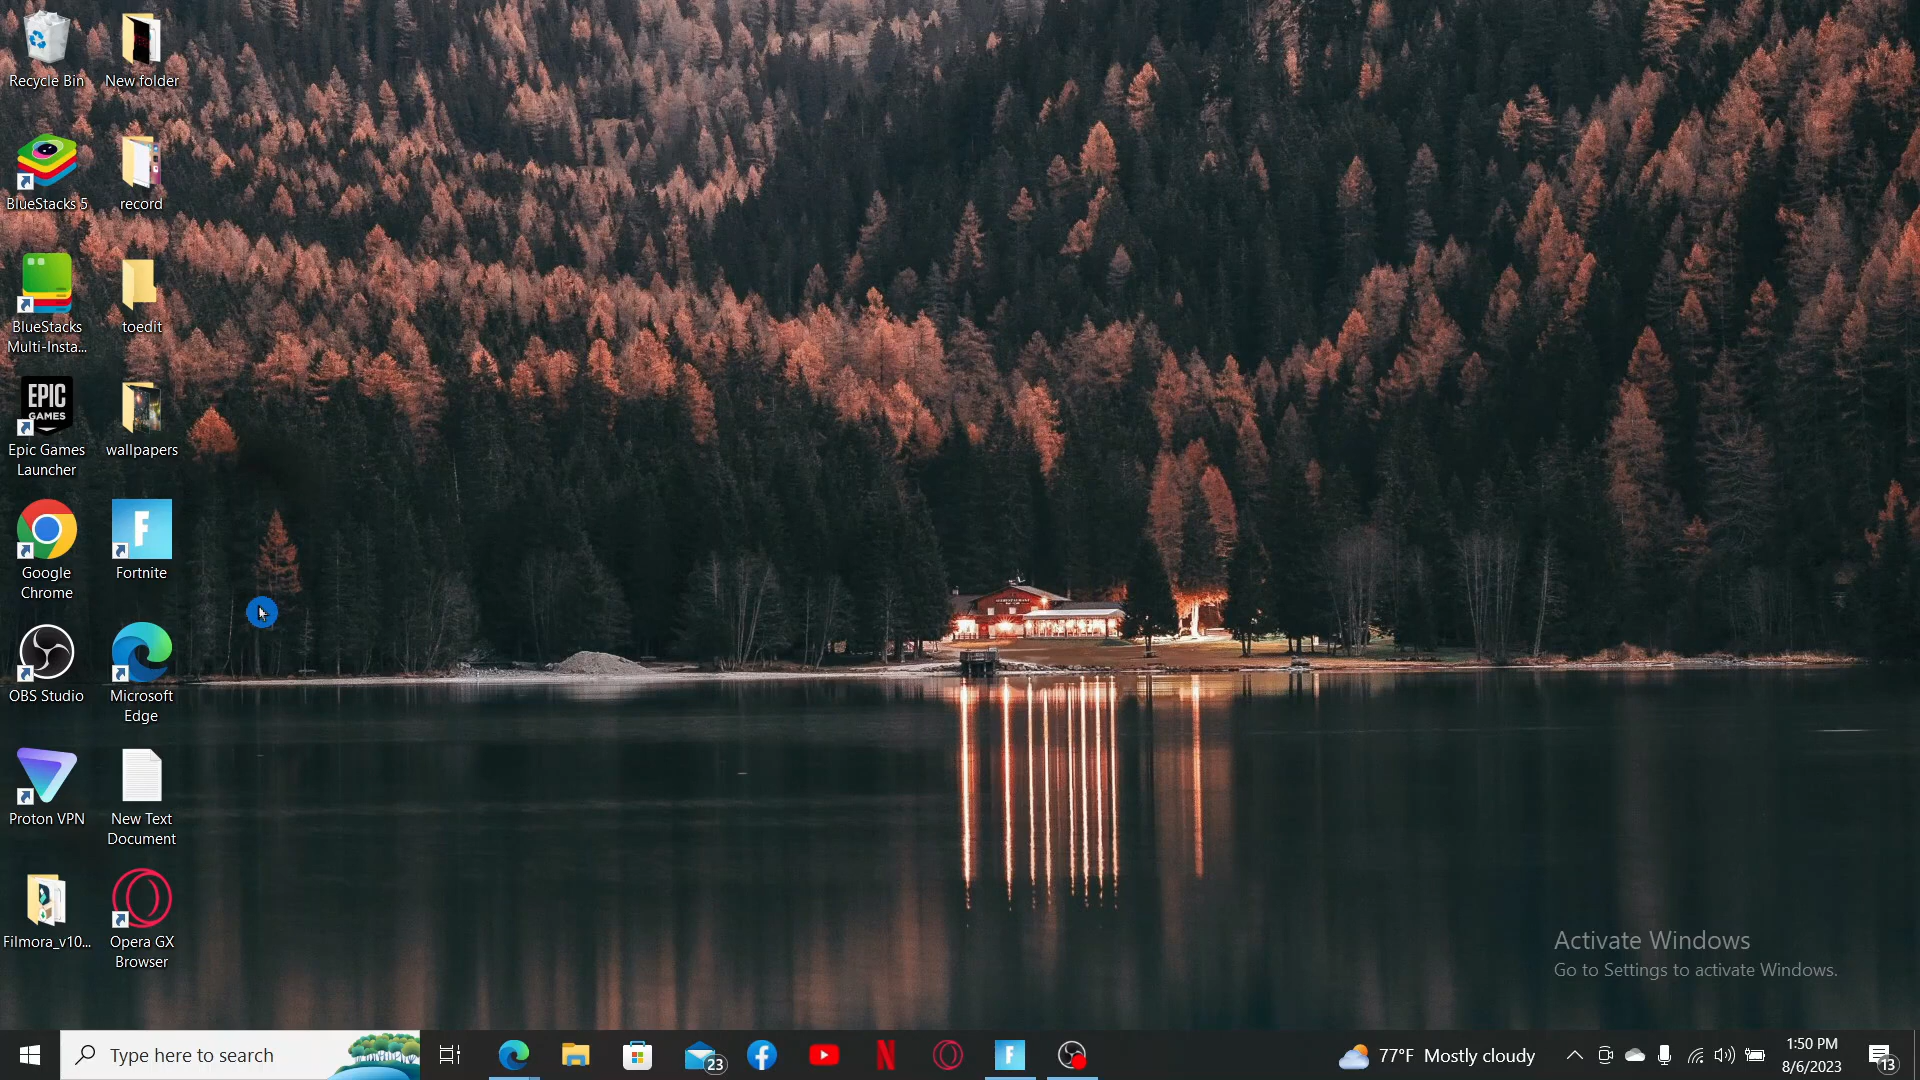 Recycle Bin
New folder
BlueStacks 5
record
BlueStacks
Multi-Insta...
toedit
EPIC
GAMES
Epic Games
Launcher
wallpapers
Google
Chrome
F
Fortnite
OBS Studio
Microsoft
Edge
Proton VPN
New Text
Document
Filmora_v10...
Opera GX
Browser
Activate Windows
Go to Settings to activate Windows.
Type here to search
23
N
F
77°F Mostly cloudy
1:50 PM
8/6/2023
13